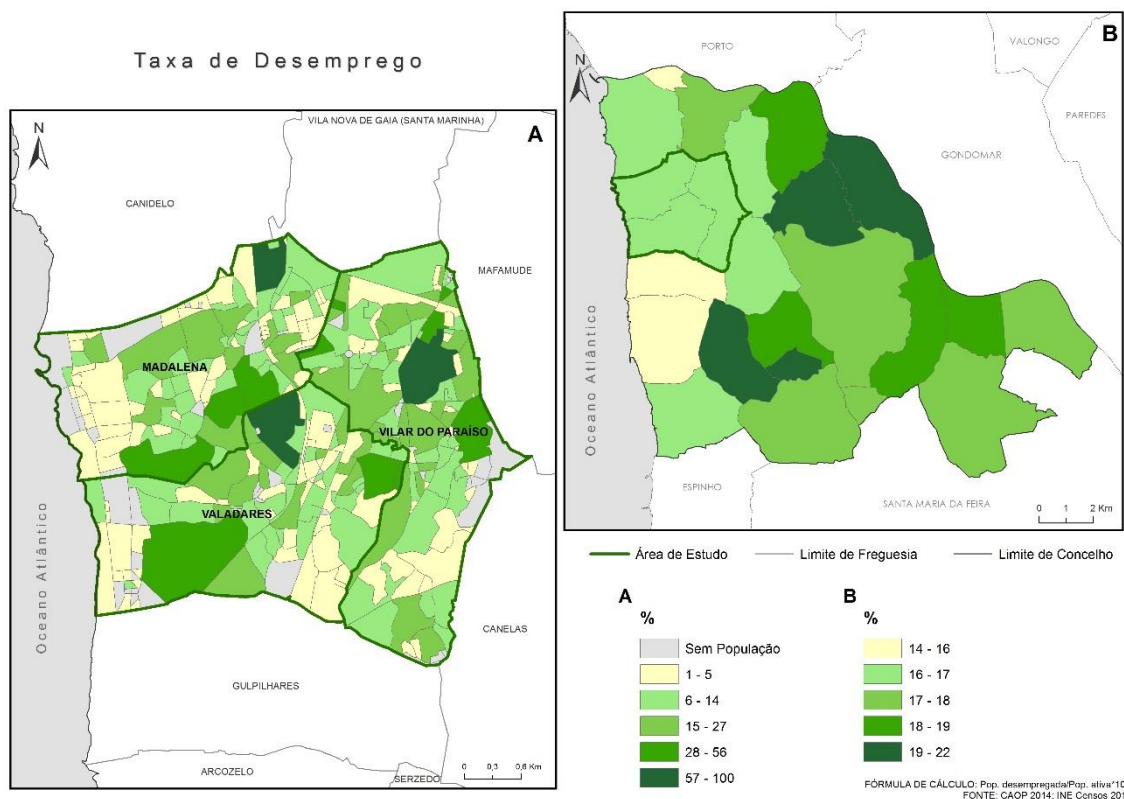 Taxa de Desemprego
A
N
VILA NOVA DE GAIA (SANTA MARINHA)
CANIDELO
MAFAMUDE
MADALENA
VILAR DO PARAÍSO
VALADARES
Oceano Atlântico
CANELAS
GULPILHARES
ARCOZELO
SERZEDO
0 0,3 0,6 Km
B
N
PORTO
VALONGO
PAREDES
GONDOMAR
Oceano Atlântico
ESPINHO
SANTA MARIA DA FEIRA
0 1 2 Km
Área de Estudo
Limite de Freguesia
Limite de Concelho
A
%
Sem População
1 - 5
6 - 14
15 - 27
28 - 56
57 - 100
B
%
14 - 16
16 - 17
17 - 18
18 - 19
19 - 22
FÓRMULA DE CÁLCULO: Pop. desempregada/Pop. ativa*10
FONTE: CAOP 2014; INE Censos 201